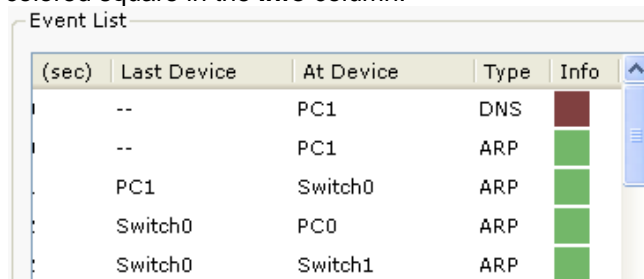 colored square in the Info column.
Event List
(sec) Last Device At Device Type Info
-- PC1 DNS
-- PC1 ARP
PC1 Switch0 ARP
Switch0 PC0 ARP
Switch0 Switch1 ARP